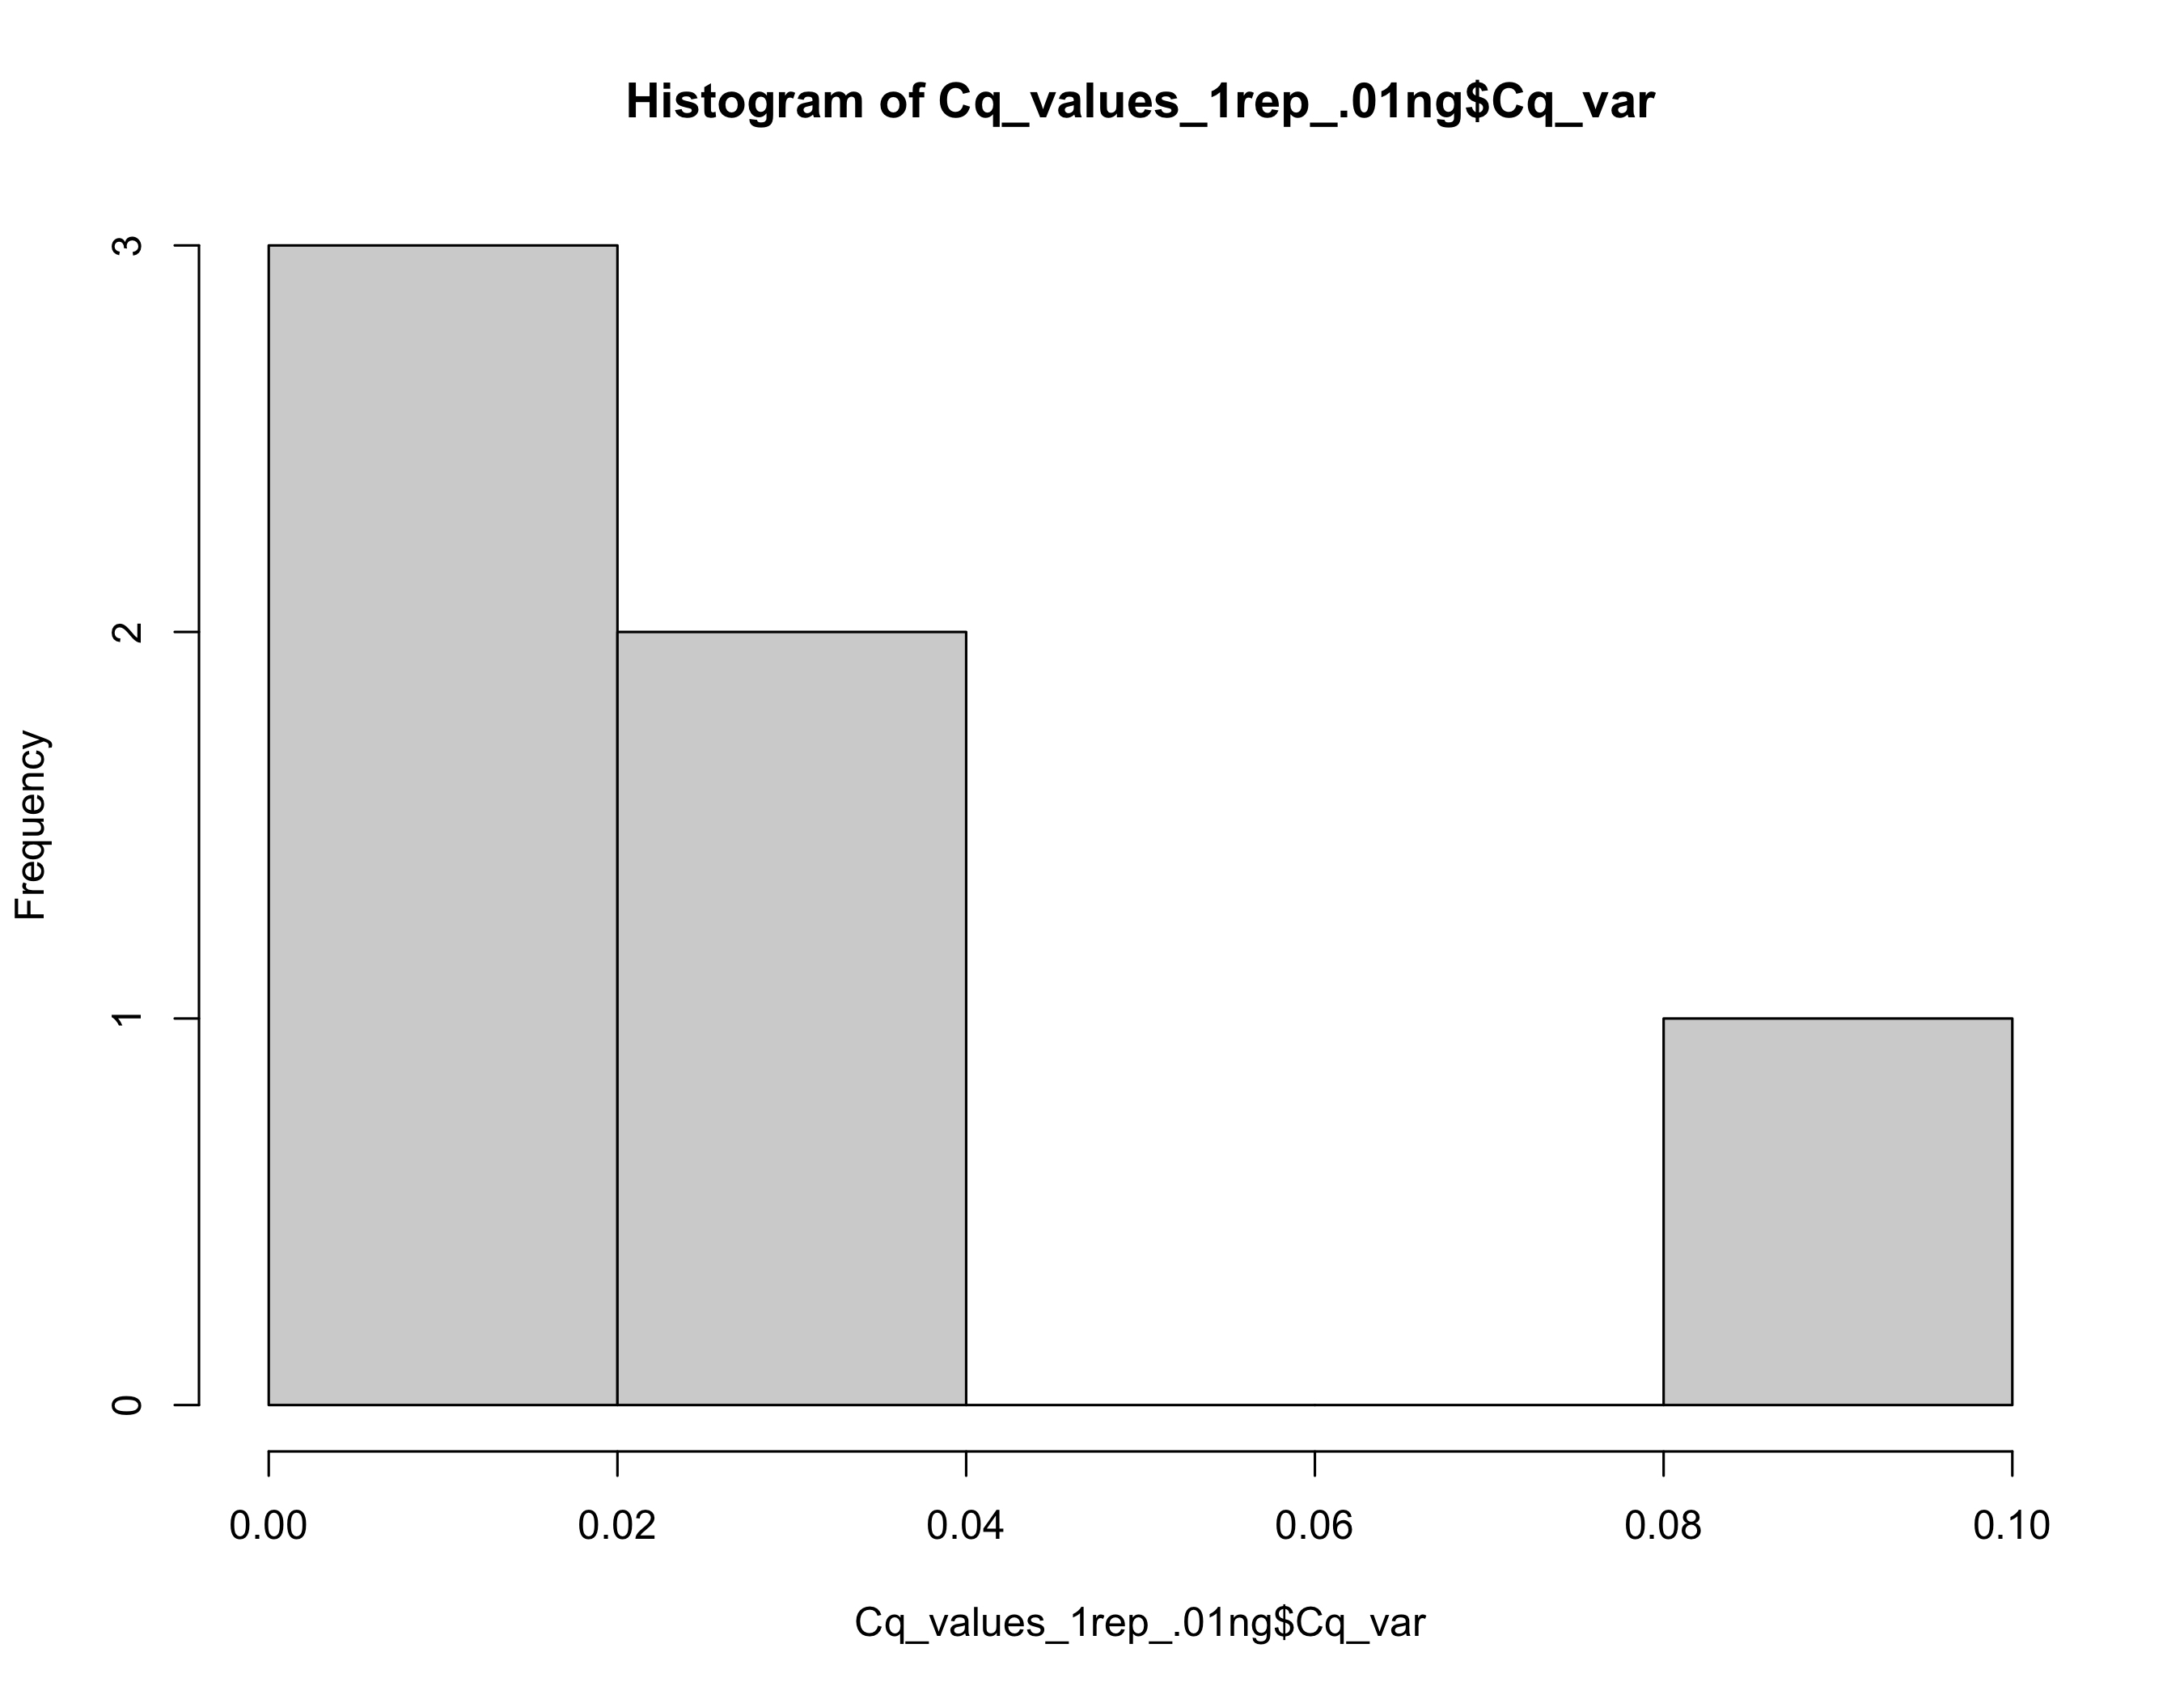 Histogram of Cq_values_1rep_.01ng$Cq_var
3
2
1
0
Frequency
0.00 0.02 0.04 0.06 0.08 0.10
Cq_values_1rep_.01ng$Cq_var